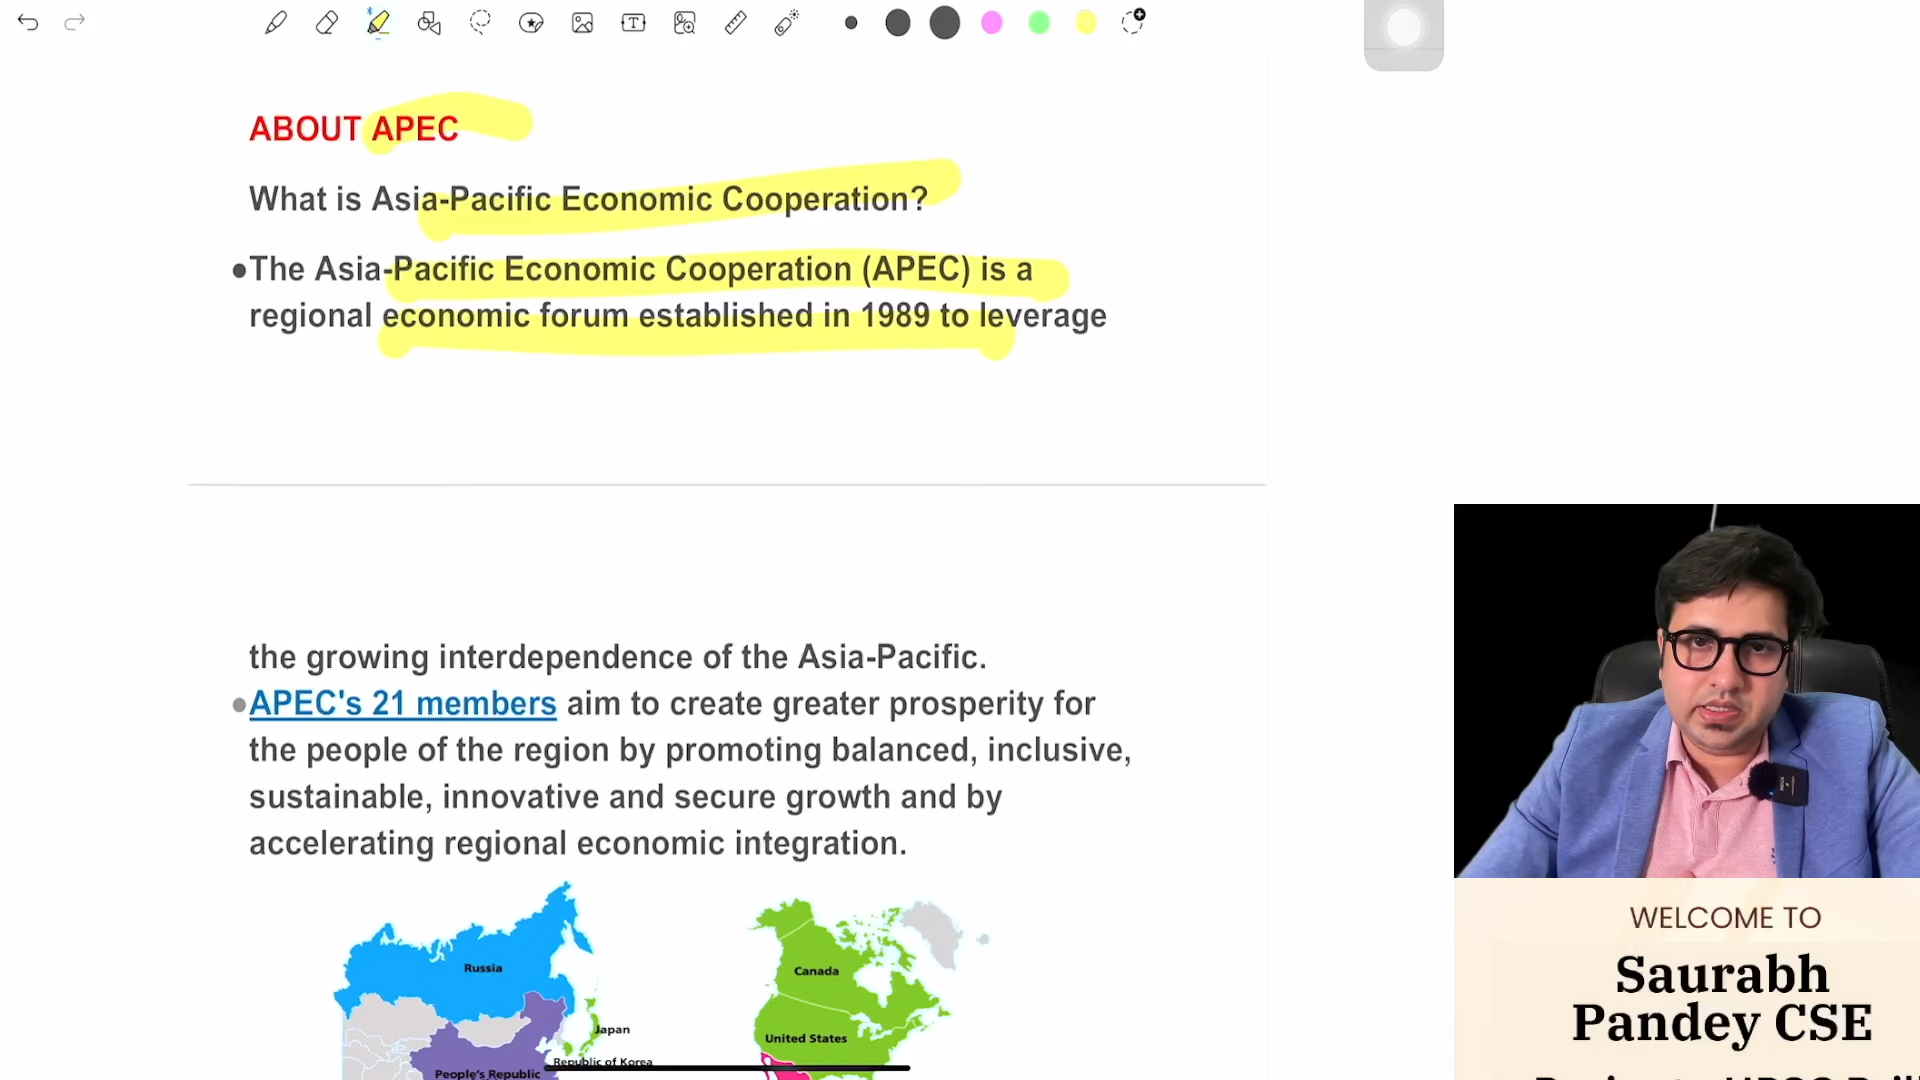 ABOUT APEC
What is Asia-Pacific Economic Cooperation?
●The Asia-Pacific Economic Cooperation (APEC) is a
regional economic forum established in 1989 to leverage
the growing interdependence of the Asia-Pacific.
●APEC's 21 members aim to create greater prosperity for
the people of the region by promoting balanced, inclusive,
sustainable, innovative and secure growth and by
accelerating regional economic integration.
Russia
Canada
Japan
United States
Republic of Korea
People's Republic
WELCOME TO
Saurabh
Pandey CSE